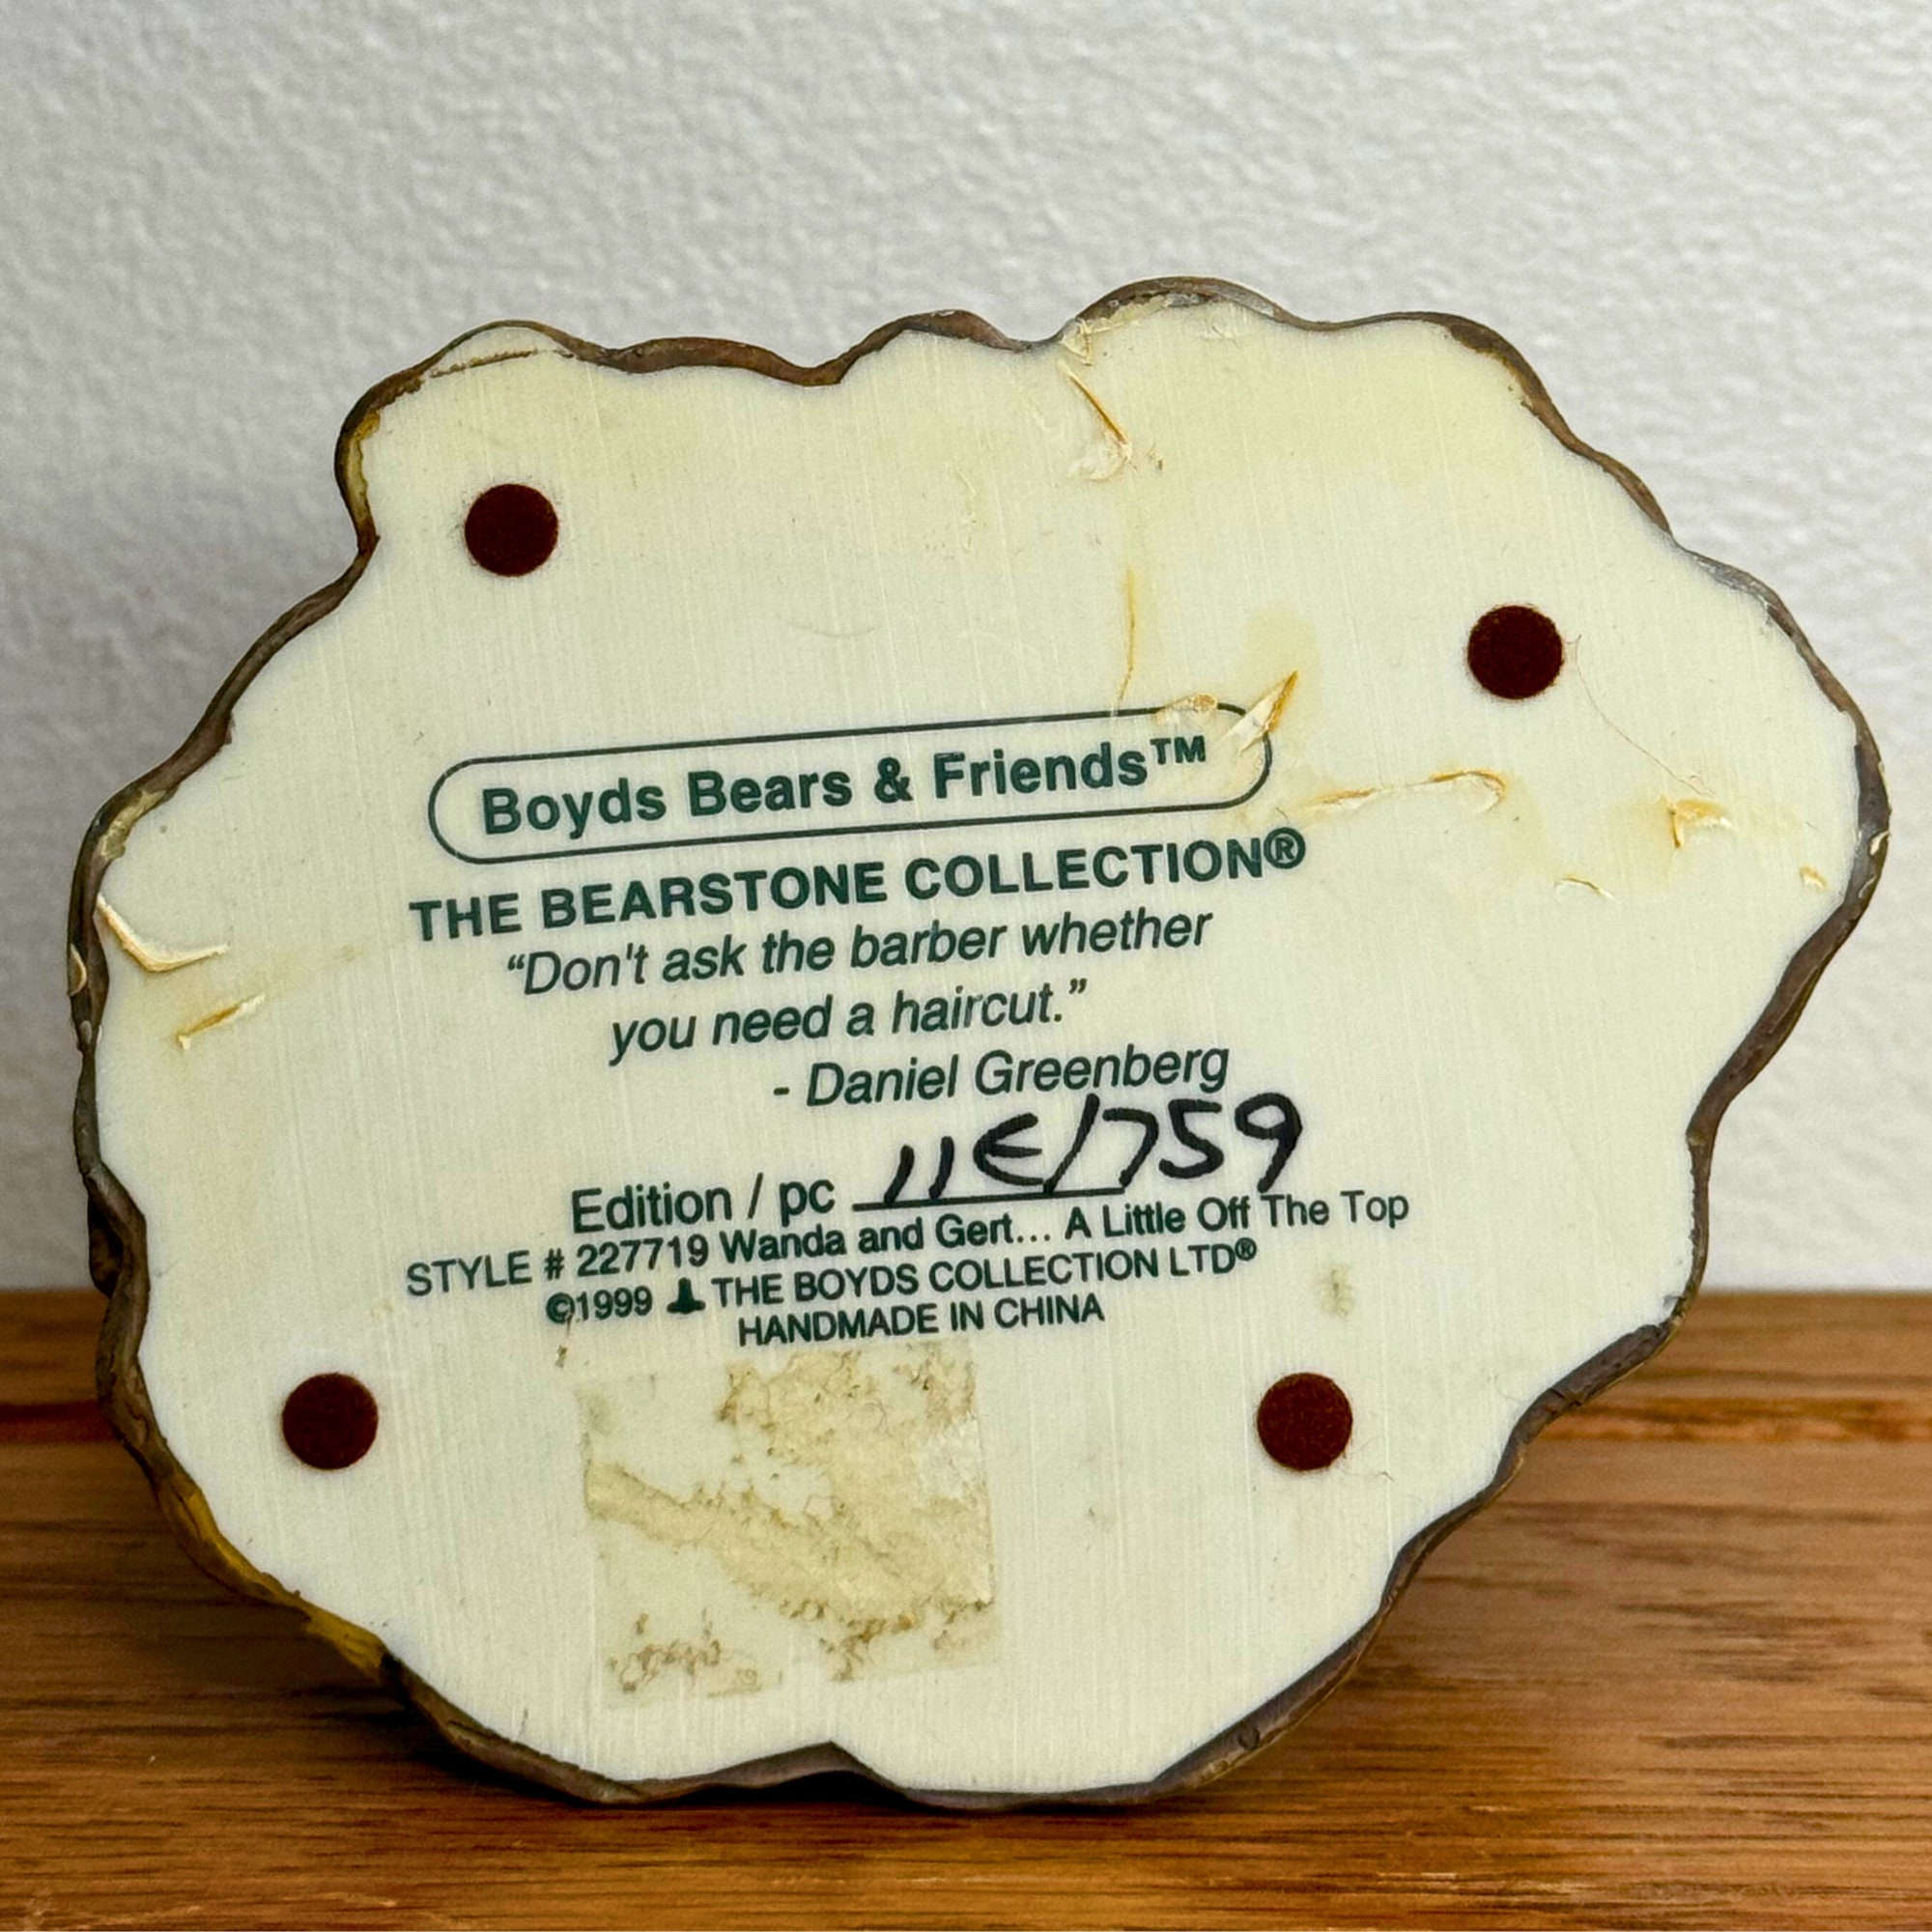 Boyds Bears & Friends™
THE BEARSTONE COLLECTION®
“Don't ask the barber whether
you need a haircut.”
- Daniel Greenberg
Edition / pc 11E/759
STYLE # 227719 Wanda and Gert... A Little Off The Top
©1999 THE BOYDS COLLECTION LTD®
HANDMADE IN CHINA